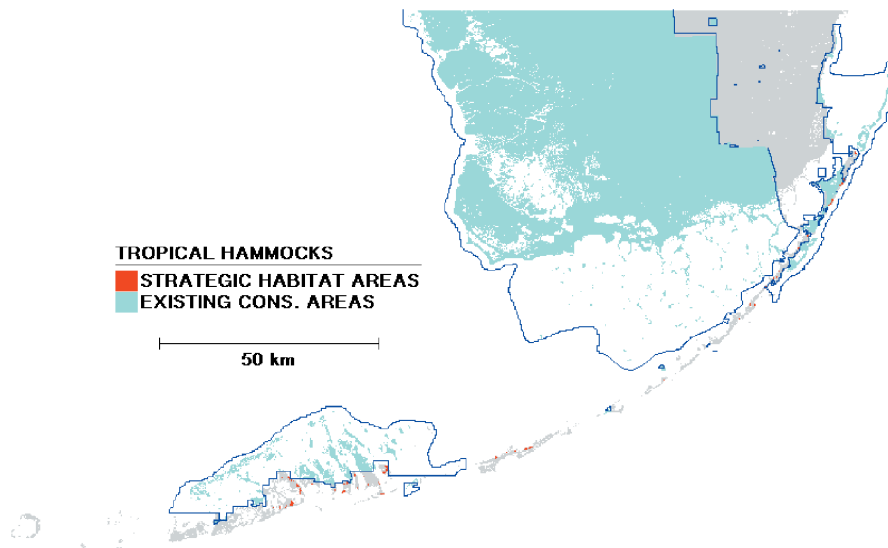 TROPICAL HAMMOCKS
STRATEGIC HABITAT AREAS
EXISTING CONS. AREAS
50 km